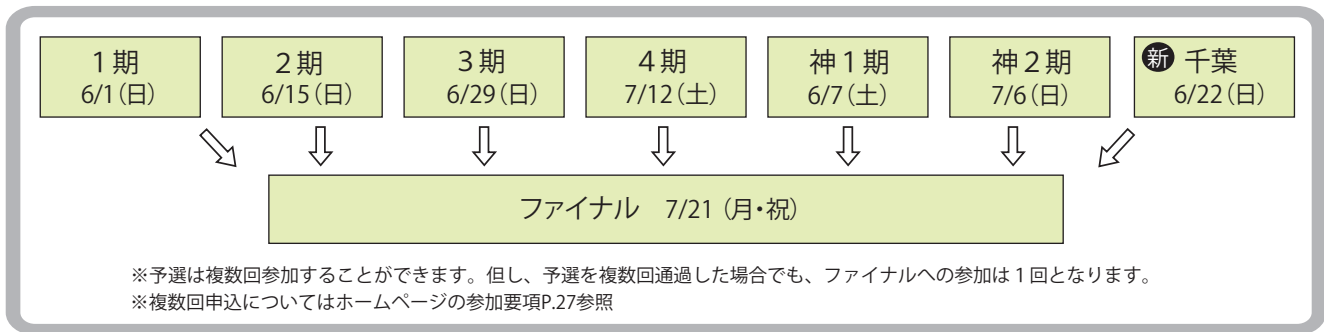 1期
6/1(日)
2期
6/15(日)
3期
6/29(日)
4期
7/12(土)
神1期
6/7(土)
神2期
7/6(日)
新 千葉
6/22(日)
ファイナル 7/21(月・祝)
※予選は複数回参加することができます。但し、予選を複数回通過した場合でも、ファイナルへの参加は1回となります。
※複数回申込についてはホームページの参加要項P.27参照